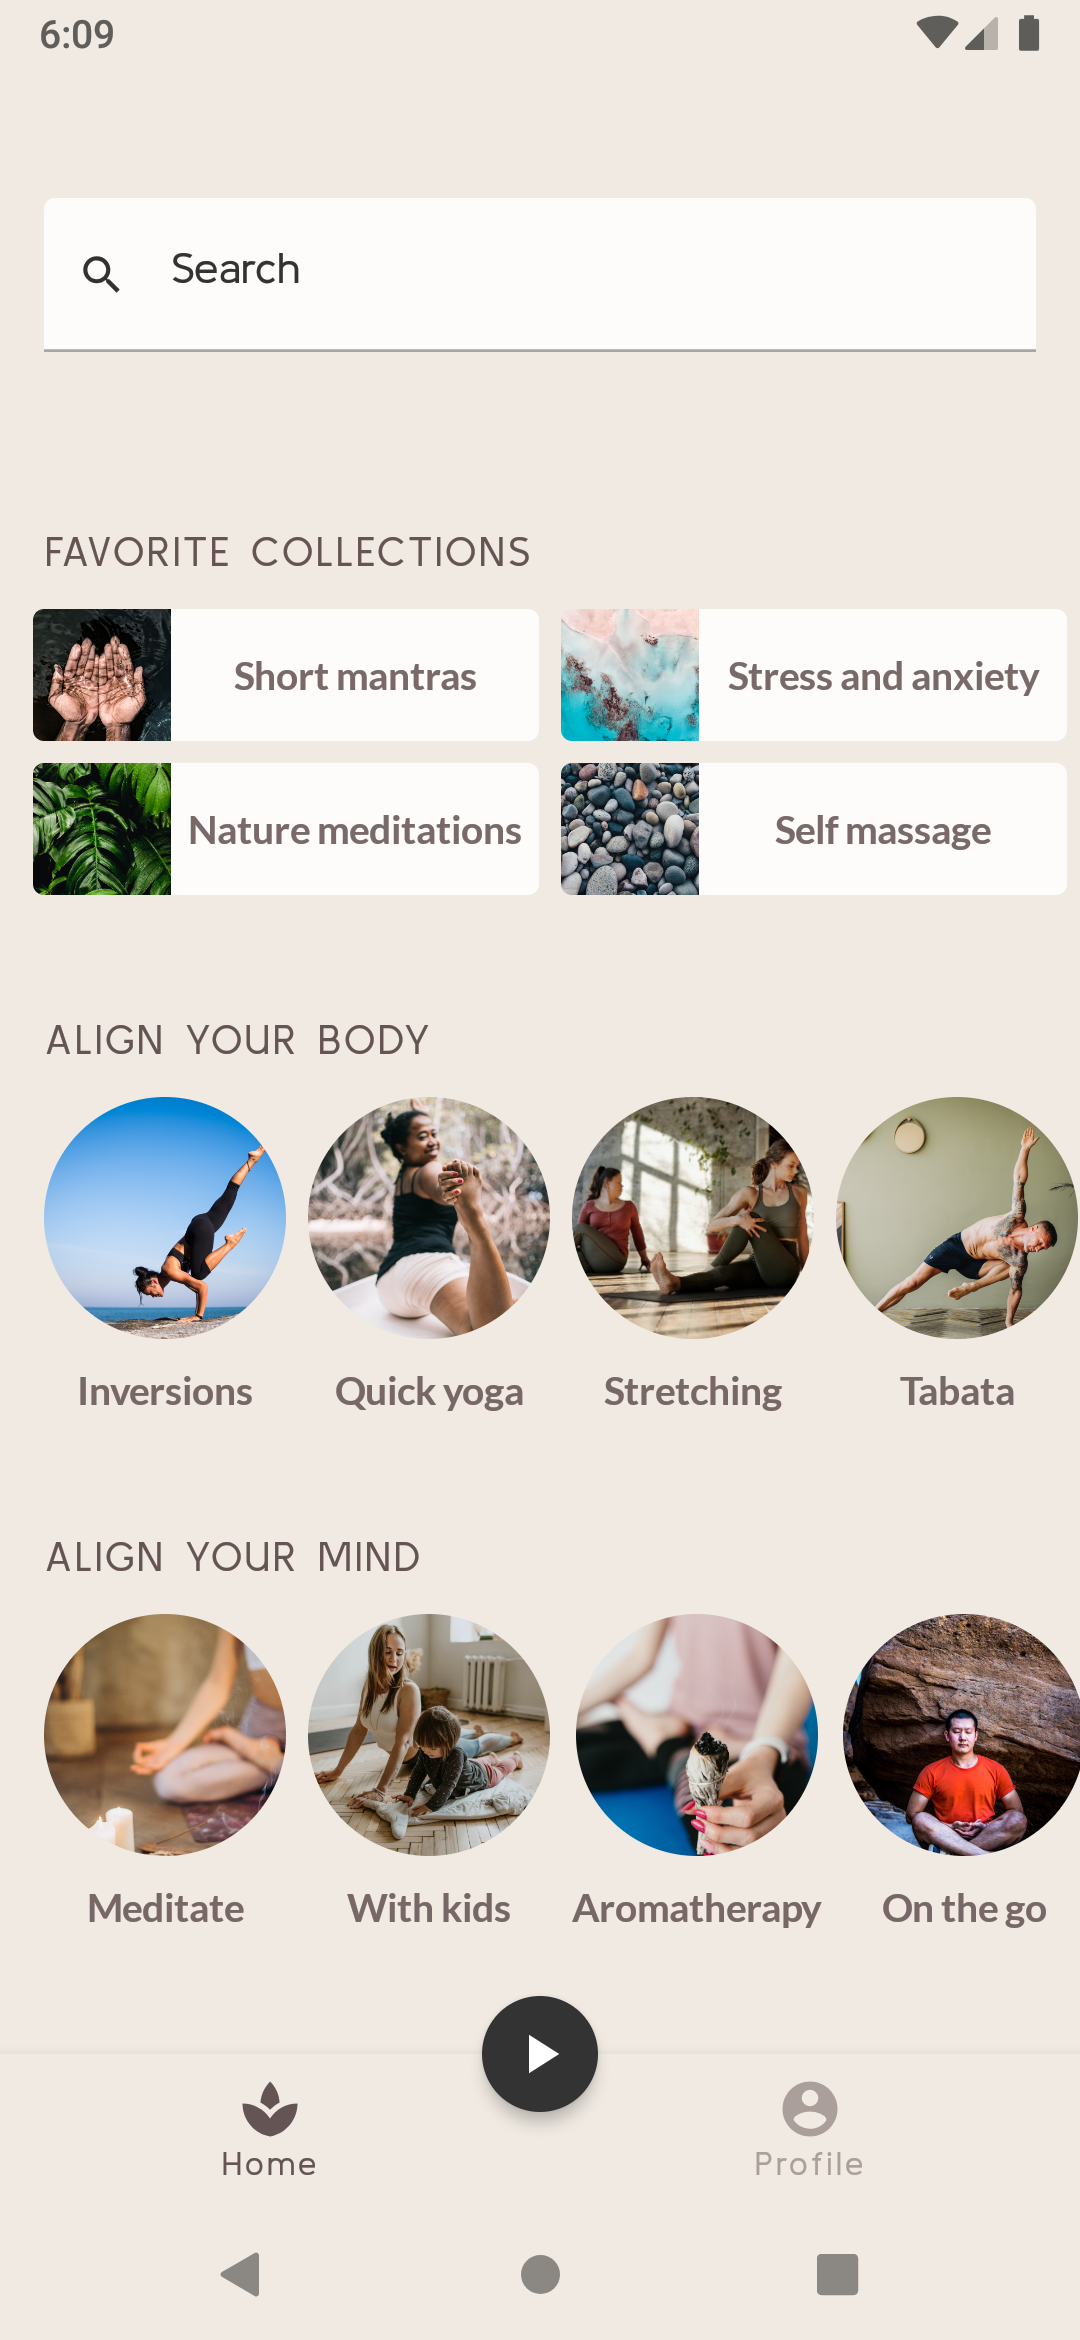 6:09
Search
FAVORITE COLLECTIONS
Short mantras
Stress and anxiety
Nature meditations
Self massage
ALIGN YOUR BODY
Inversions
Quick yoga
Stretching
Tabata
ALIGN YOUR MIND
Meditate
With kids
Aromatherapy
On the go
Home
Profile